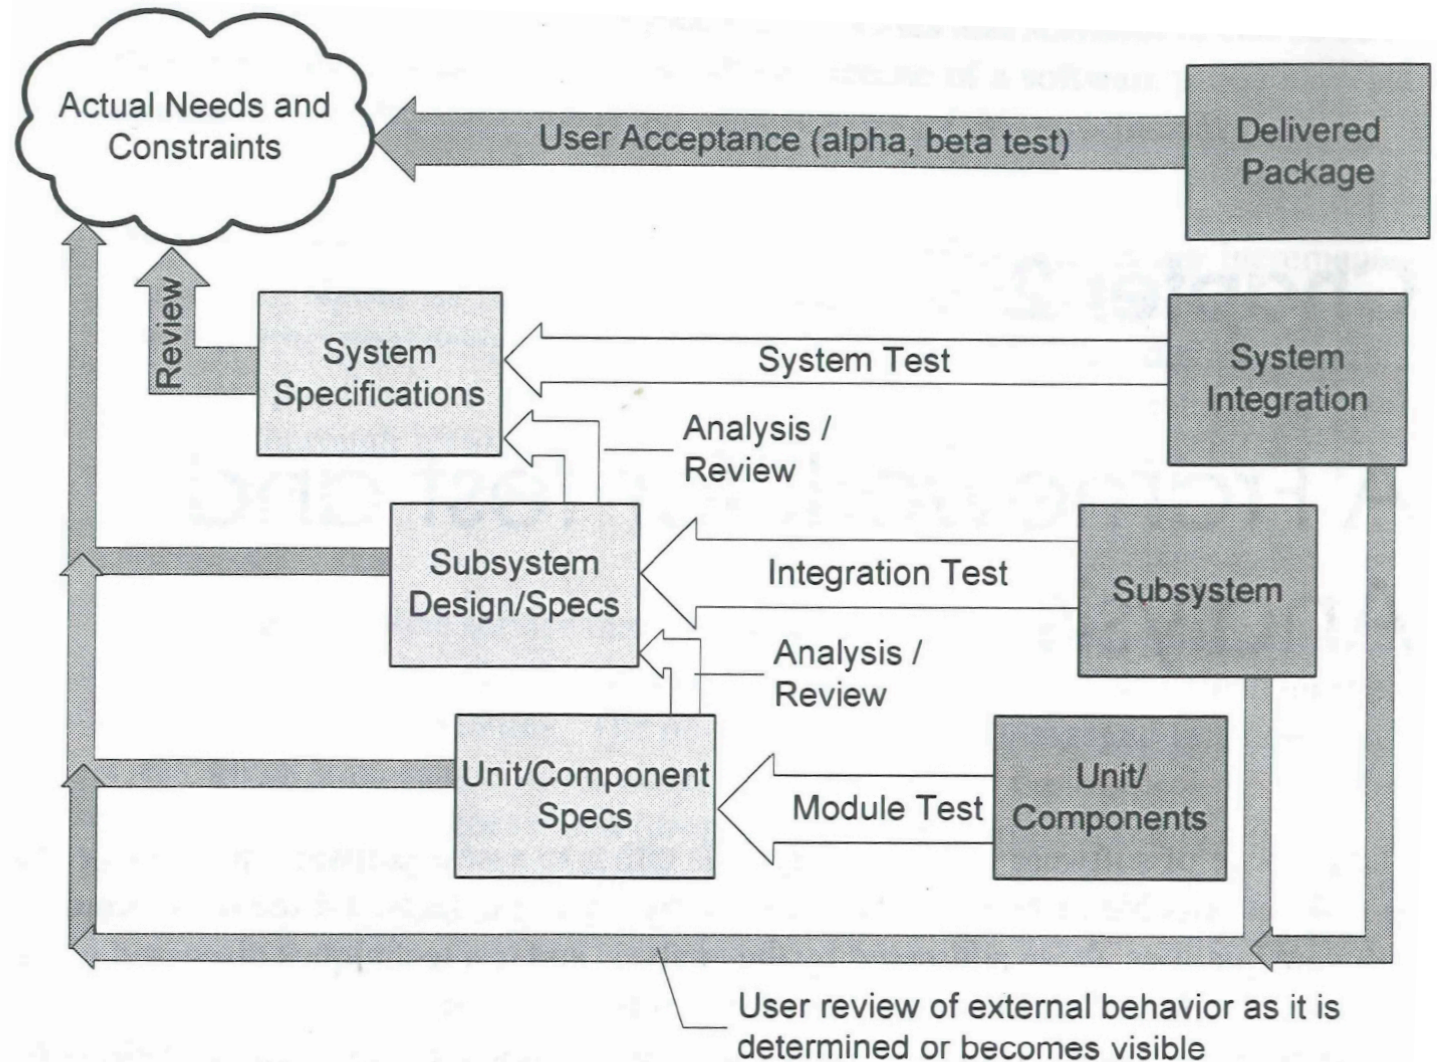 Actual Needs and
Constraints
User Acceptance (alpha, beta test)
Delivered
Package
Review
System
Specifications
System Test
System
Integration
Analysis /
Review
Subsystem
Design/Specs
Integration Test
Subsystem
Analysis /
Review
Unit/Component
Specs
Module Test
Unit/
Components
User review of external behavior as it is
determined or becomes visible